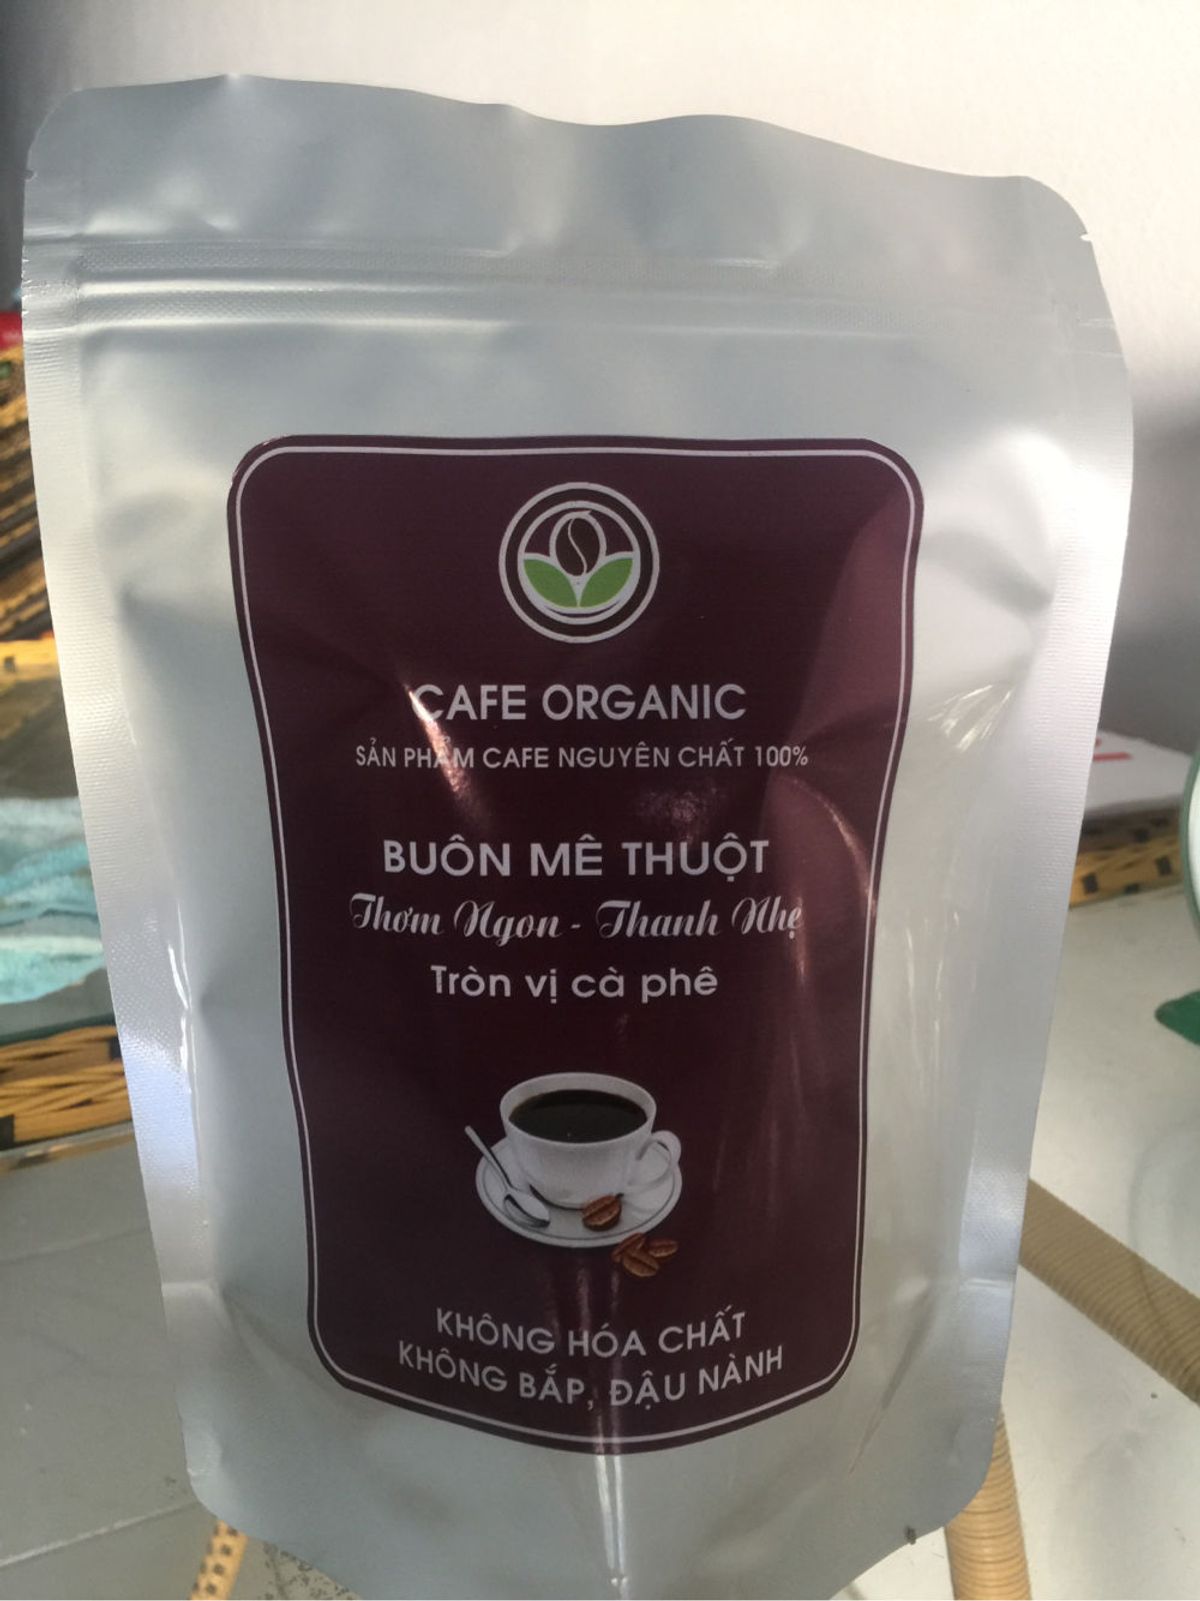 CAFE ORGANIC
SẢN PHẨM CAFE NGUYÊN CHẤT 100%
BUÔN MÊ THUỘT
Thơm Ngon - Thanh Nhẹ
Tròn vị cà phê
KHÔNG HÓA CHẤT
KHÔNG BẮP, ĐẬU NÀNH